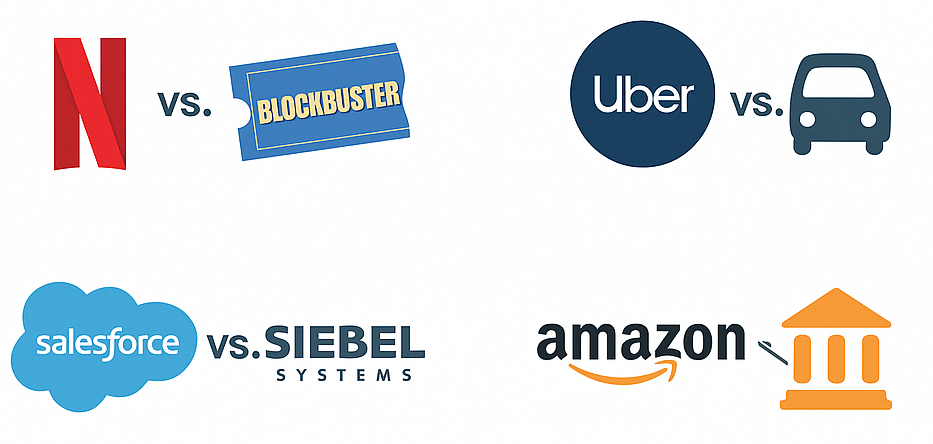 N vs. BLOCKBUSTER
Uber vs.
salesforce vs. SIEBEL
SYSTEMS
amazon